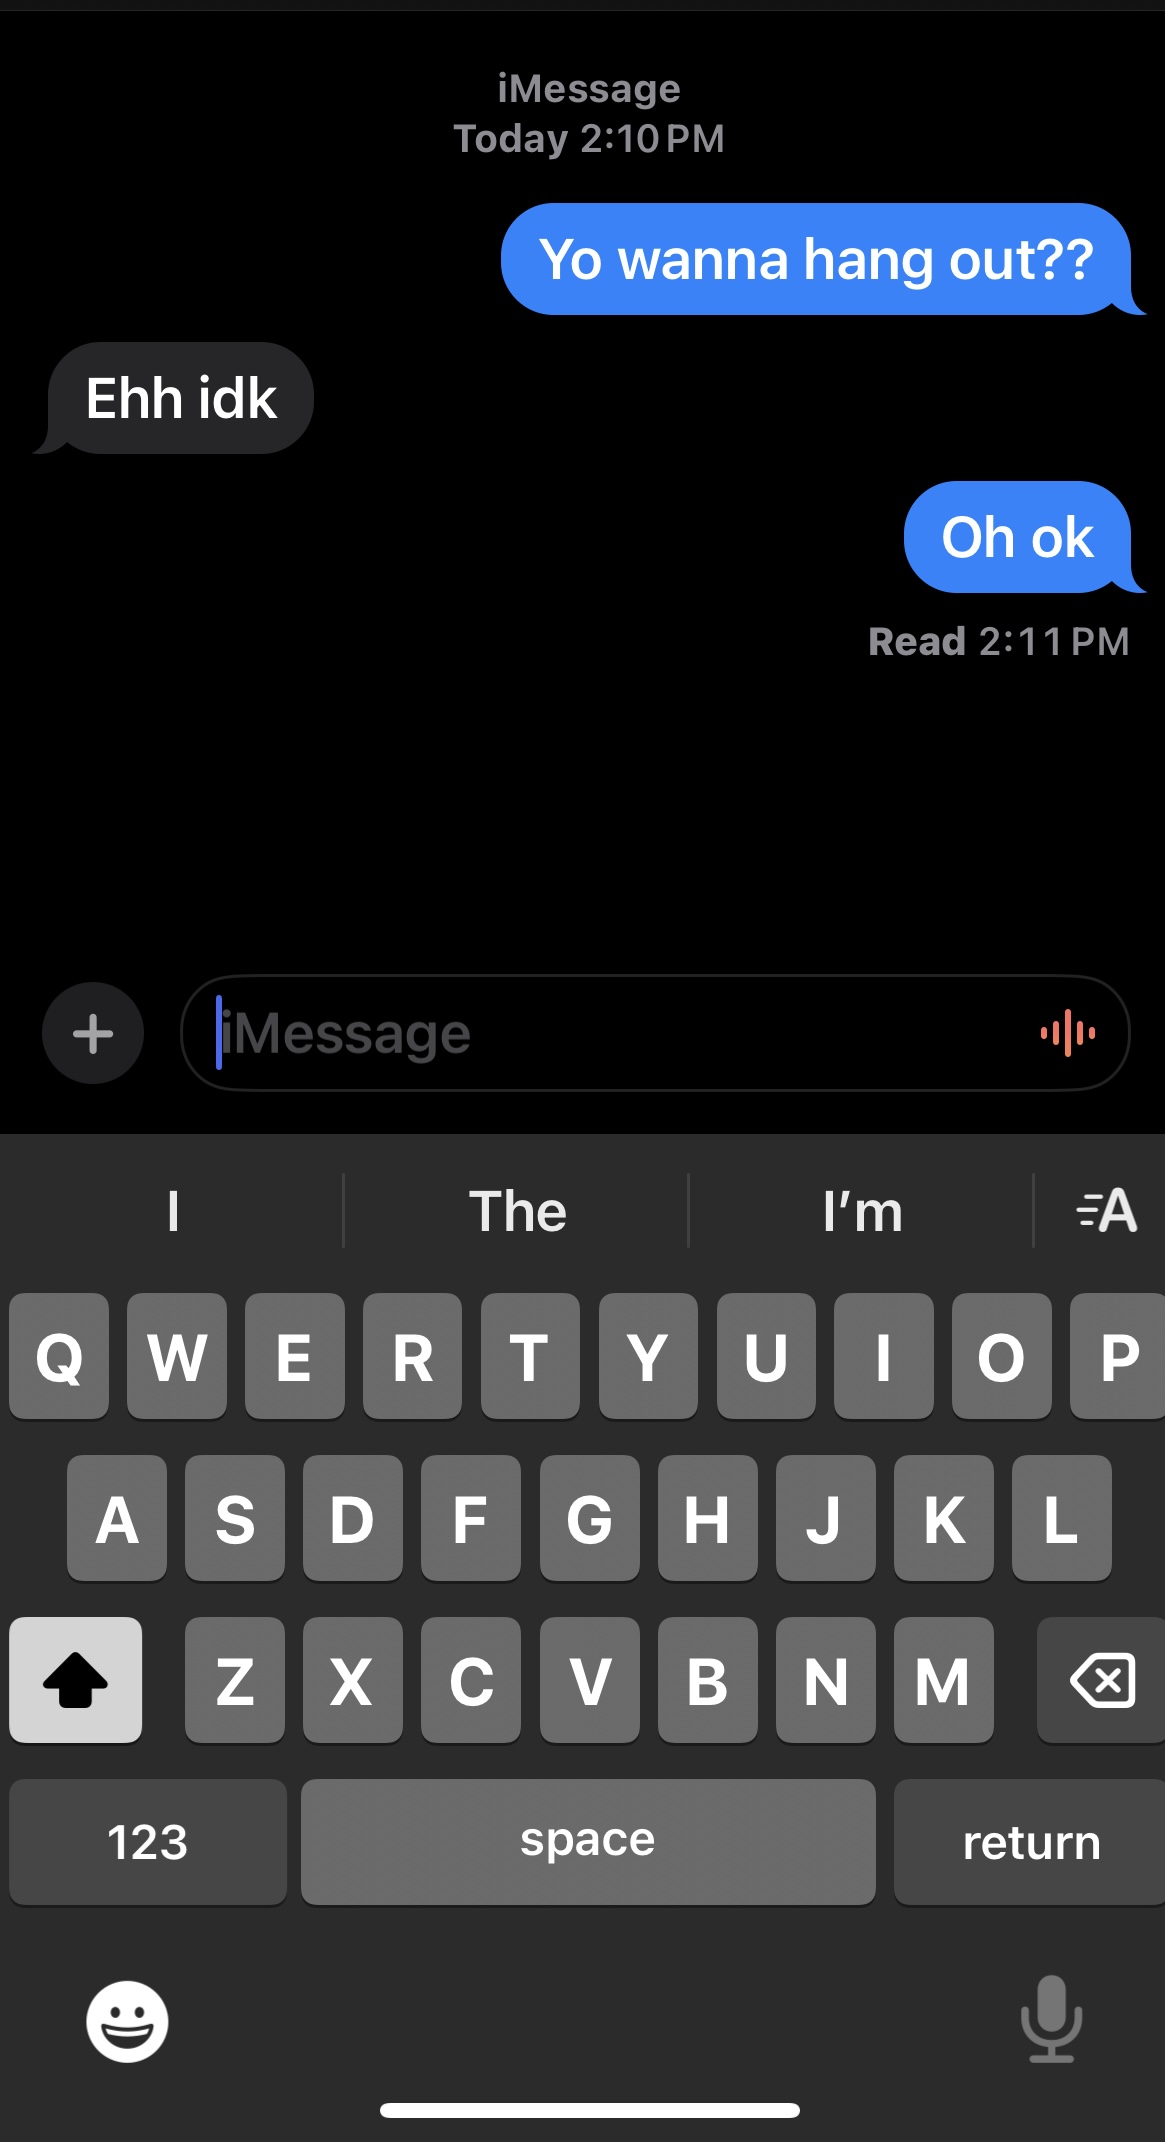 iMessage
Today 2:10 PM
Yo wanna hang out??
Ehh idk
Oh ok
Read 2:11 PM
iMessage
I The I’m A
Q W E R T Y U I O P
A S D F G H J K L
Z X C V B N M
123 space return